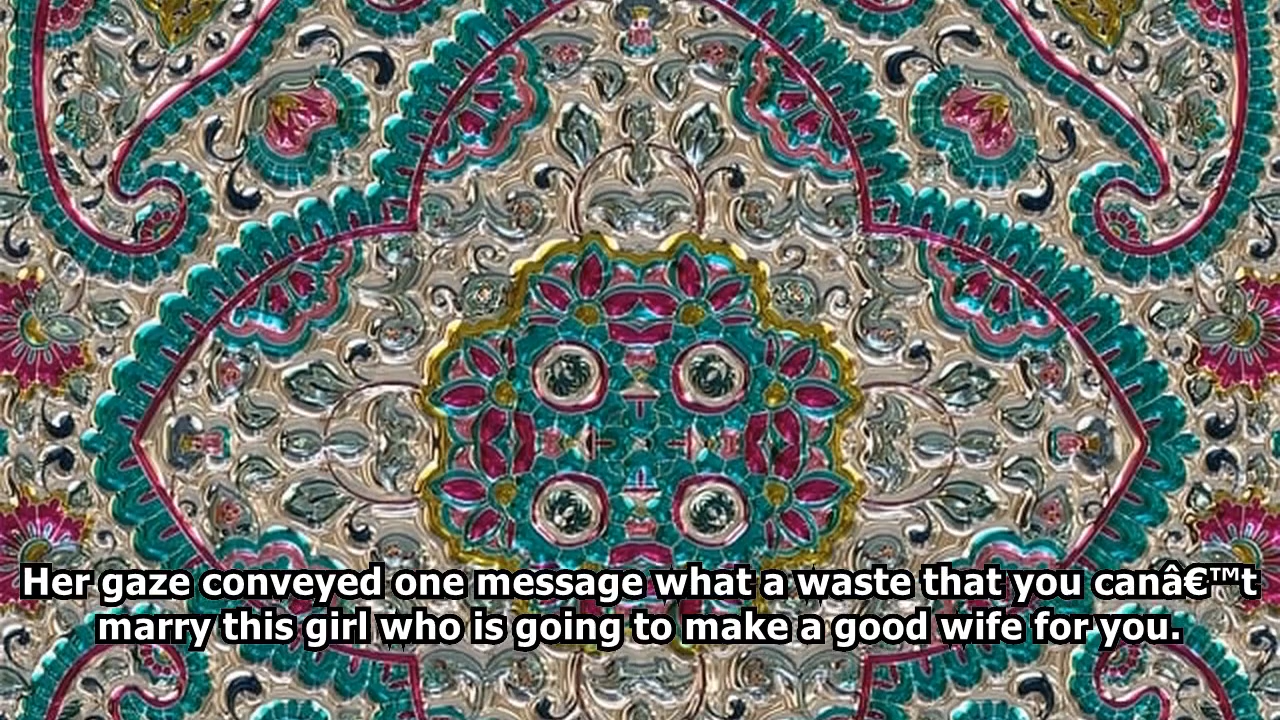 Her gaze conveyed one message what a waste that you canâ€™t
marry this girl who is going to make a good wife for you.